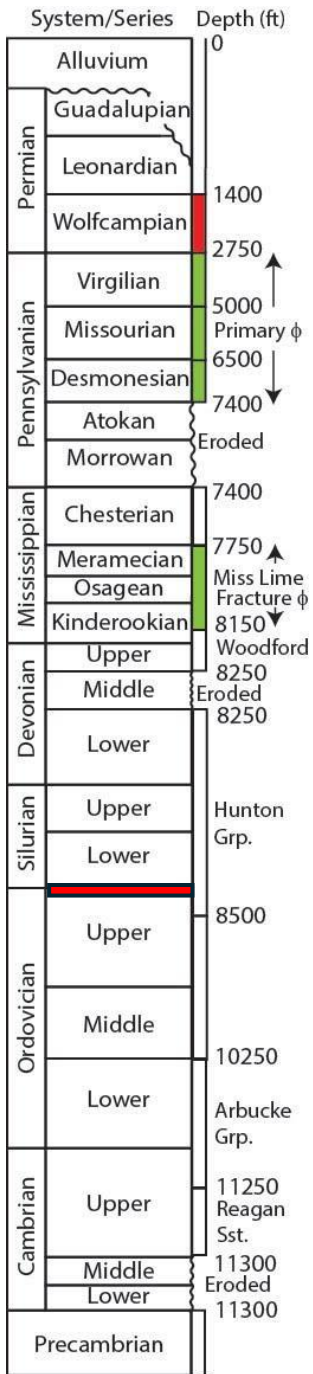 System/Series Depth (ft)
0
Alluvium
Permian
Guadalupian
Leonardian
1400
Wolfcampian
2750
Pennsylvanian
Virgilian
5000
Missourian
Primary ϕ
6500
Desmonesian
7400
Atokan
Eroded
Morrowan
7400
Mississippian
Chesterian
7750
Meramecian
Miss Lime
Osagean
Fracture ϕ
Kinderookian
8150
Woodford
Devonian
Upper
8250
Middle
Eroded
8250
Lower
Silurian
Upper
Hunton
Grp.
Lower
Ordovician
8500
Upper
Middle
10250
Lower
Arbucke
Grp.
Cambrian
Upper
11250
Reagan
Sst.
11300
Middle
Eroded
Lower
11300
Precambrian